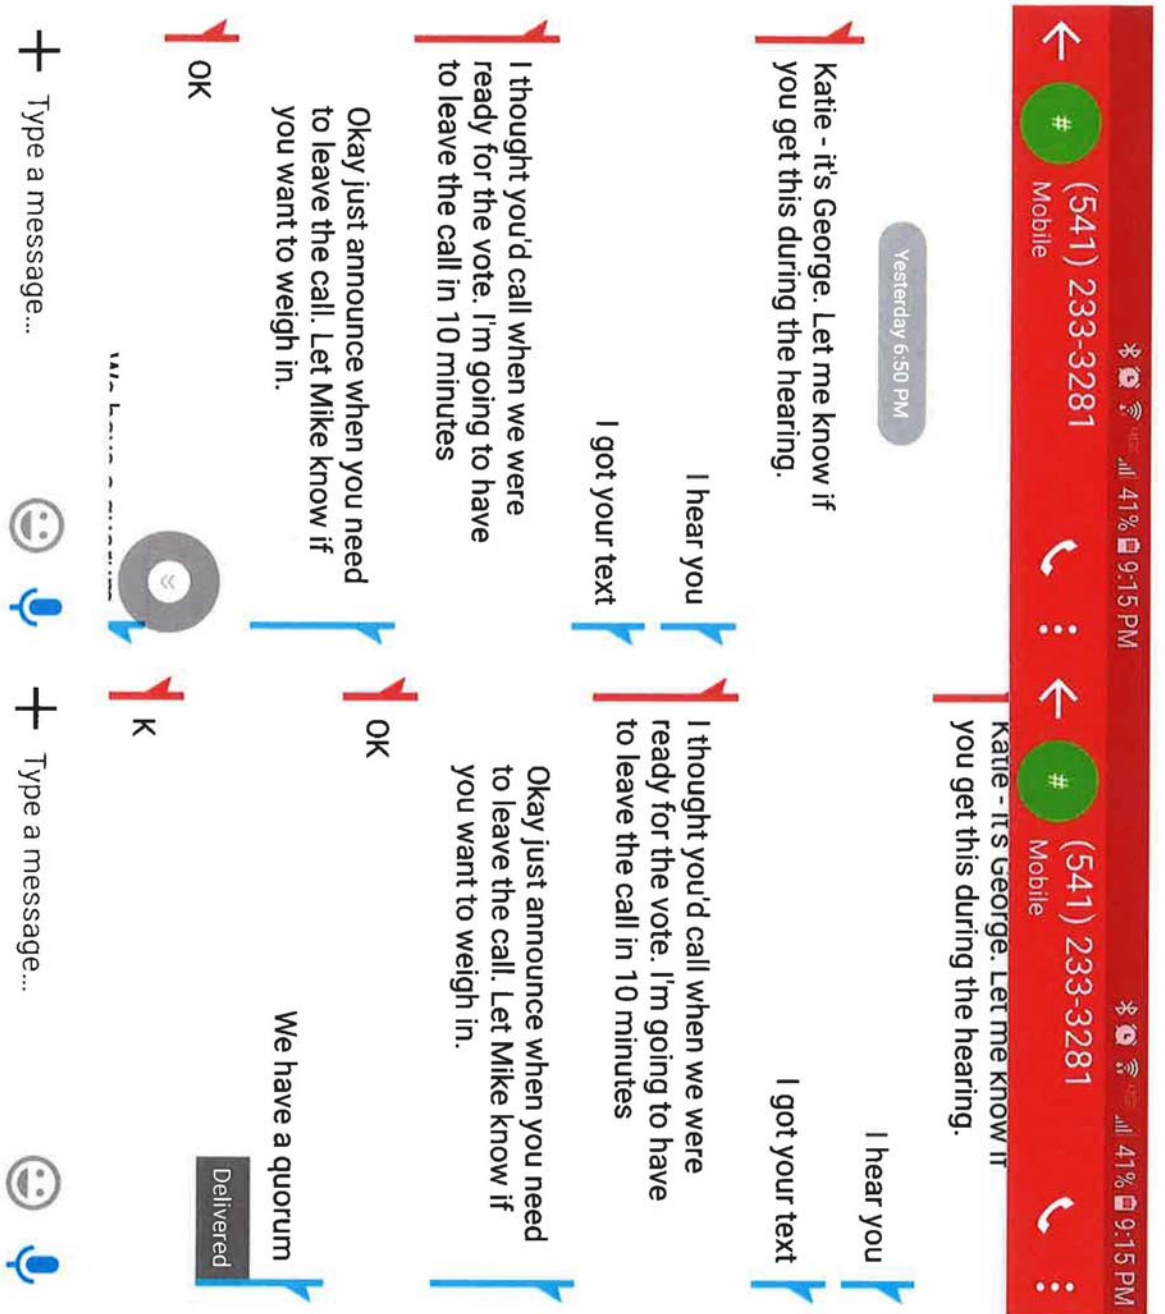 41% 9:15 PM
(541) 233-3281
#
Mobile
Yesterday 6:50 PM
Katie - it's George. Let me know if
you get this during the hearing.
I hear you
I got your text
I thought you'd call when we were
ready for the vote. I'm going to have
to leave the call in 10 minutes
Okay just announce when you need
to leave the call. Let Mike know if
you want to weigh in.
OK
We have a quorum
Type a message...
41% 9:15 PM
(541) 233-3281
#
Mobile
Katie - it's George. Let me know if
you get this during the hearing.
I hear you
I got your text
I thought you'd call when we were
ready for the vote. I'm going to have
to leave the call in 10 minutes
Okay just announce when you need
to leave the call. Let Mike know if
you want to weigh in.
OK
We have a quorum
Delivered
K
Type a message...